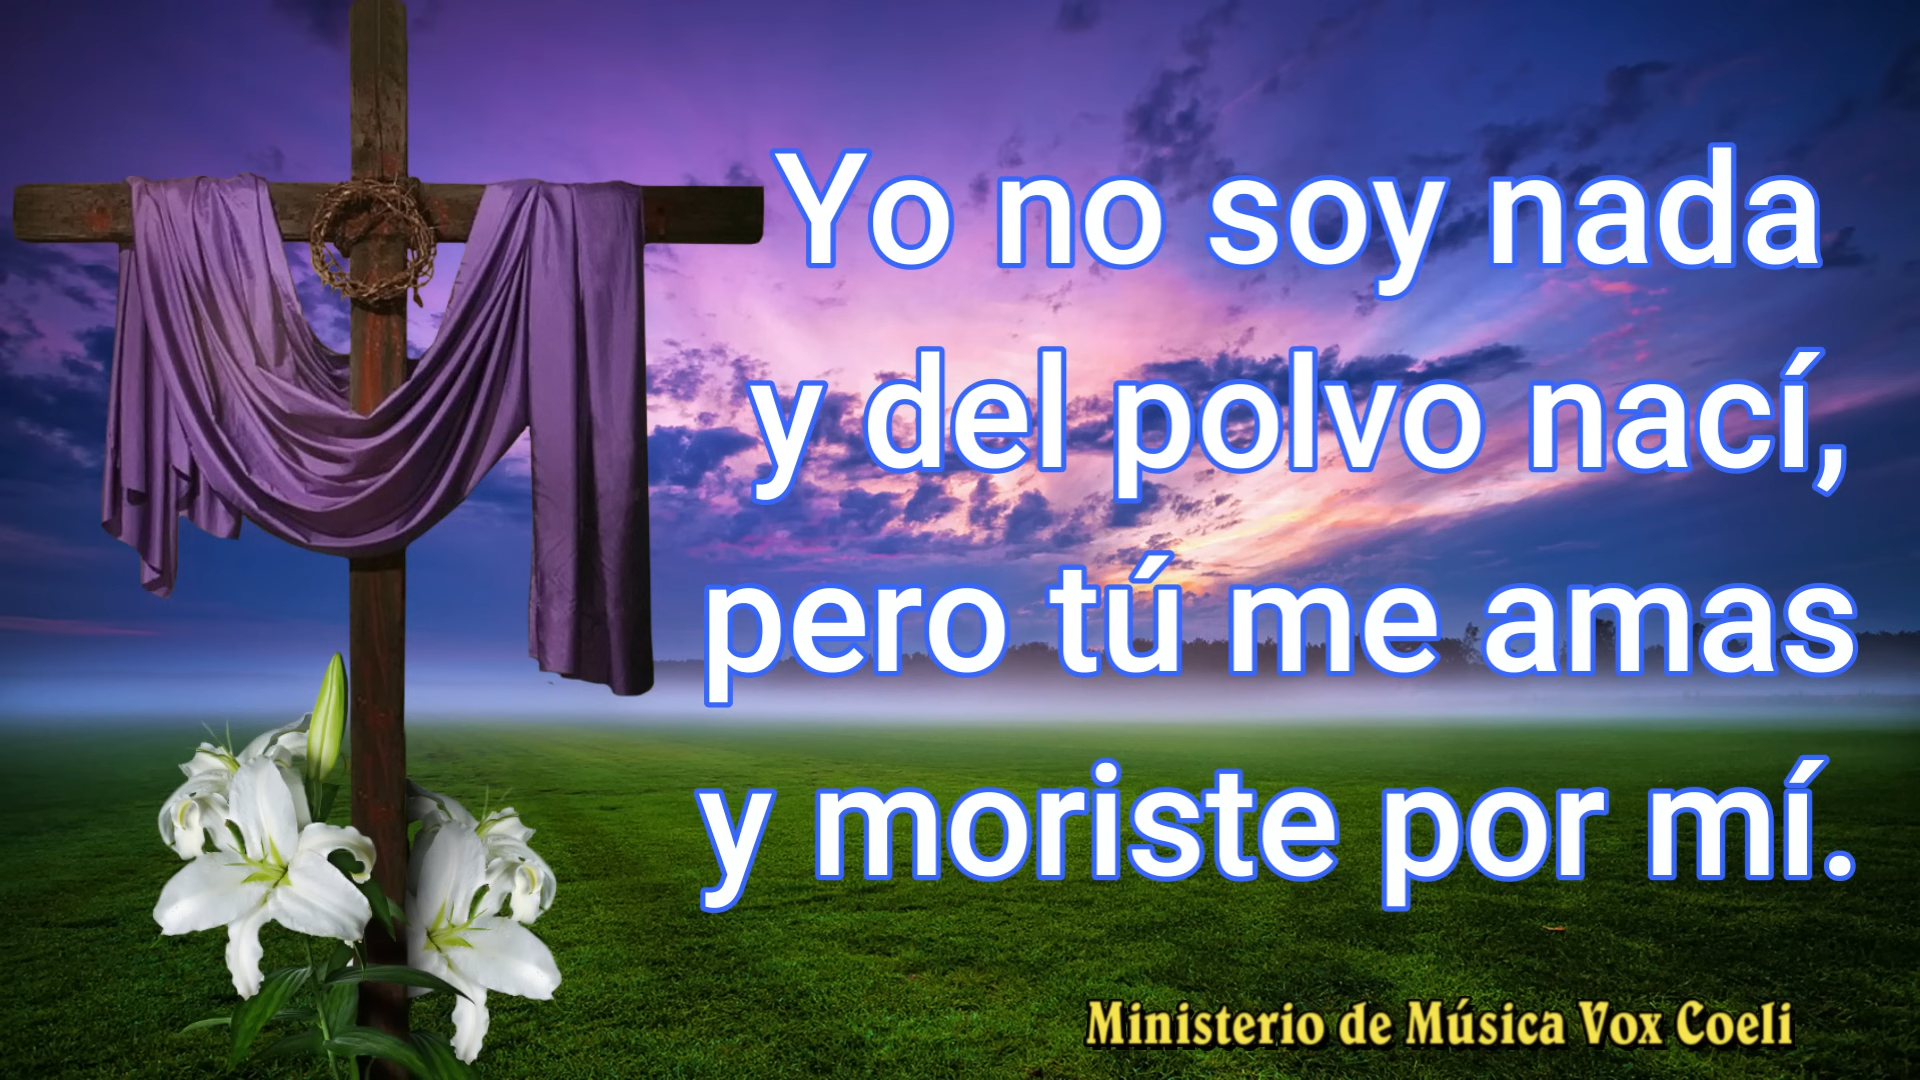 Yo no soy nada
y del polvo nací,
pero tú me amas
y moriste por mí.
Ministerio de Música Vox Coeli